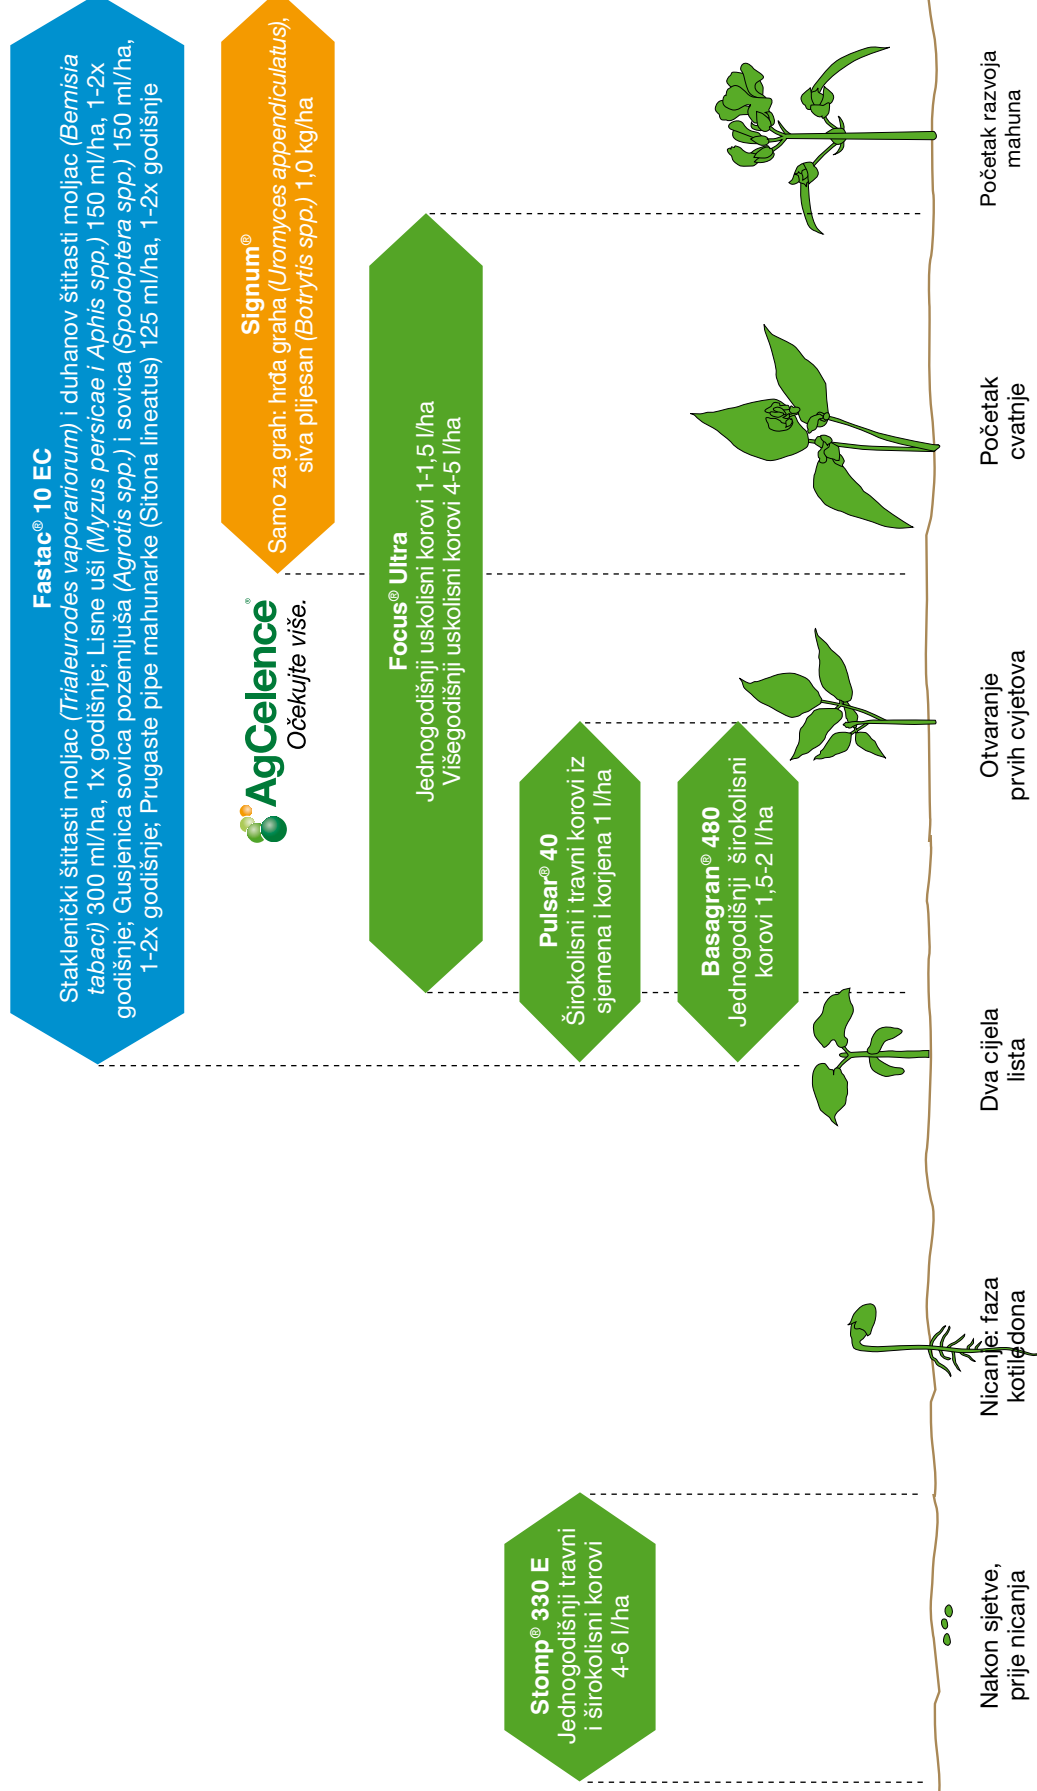 Fastac® 10 EC
Staklenički štitasti moljac (Trialeurodes vaporariorum) i duhanov štitasti moljac (Bemisia
tabaci) 300 ml/ha, 1x godišnje; Lisne uši (Myzus persicae i Aphis spp.) 150 ml/ha, 1-2x
godišnje; Gusjenica sovica pozemljuša (Agrotis spp.) i sovica (Spodoptera spp.) 150 ml/ha,
1-2x godišnje; Prugaste pipe mahunarke (Sitona lineatus) 125 ml/ha, 1-2x godišnje
AgCelence®
Očekujte više.
Signum®
Samo za grah: hrđa graha (Uromyces appendiculatus),
siva plijesan (Botrytis spp.) 1,0 kg/ha
Focus® Ultra
Jednogodišnji uskolisni korovi 1-1,5 l/ha
Višegodišnji uskolisni korovi 4-5 l/ha
Stomp® 330 E
Jednogodišnji travni
i širokolisni korovi
4-6 l/ha
Pulsar® 40
Širokolisni i travni korovi iz
sjemena i korjena 1 l/ha
Basagran® 480
Jednogodišnji širokolisni
korovi 1,5-2 l/ha
Nakon sjetve,
prije nicanja
Nicanje: faza
kotiledona
Dva cijela
lista
Otvaranje
prvih cvjetova
Početak
cvatnje
Početak razvoja
mahuna